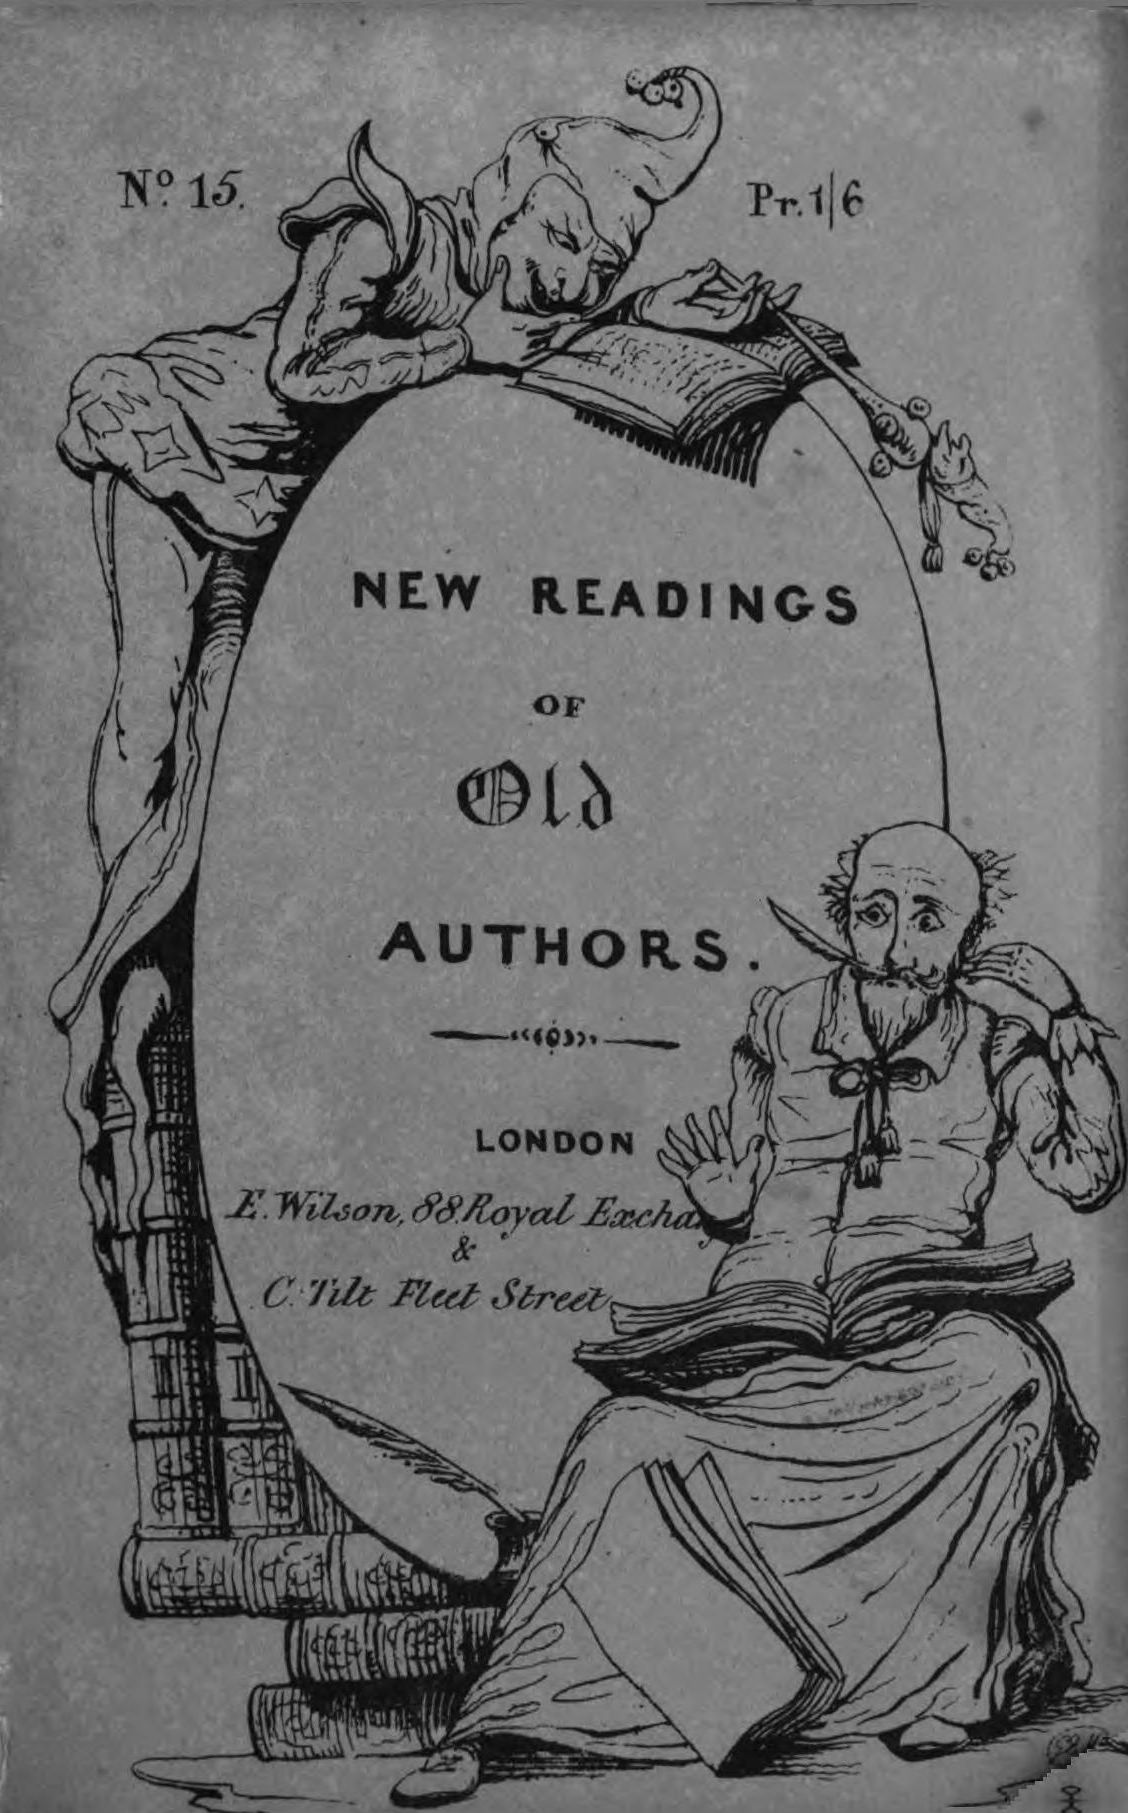 Nº. 15.
Pr. 1/6
NEW READINGS
OF
Old
AUTHORS.
LONDON
E. Wilson, 88. Royal Excha
&
C. Tilt Fleet Street